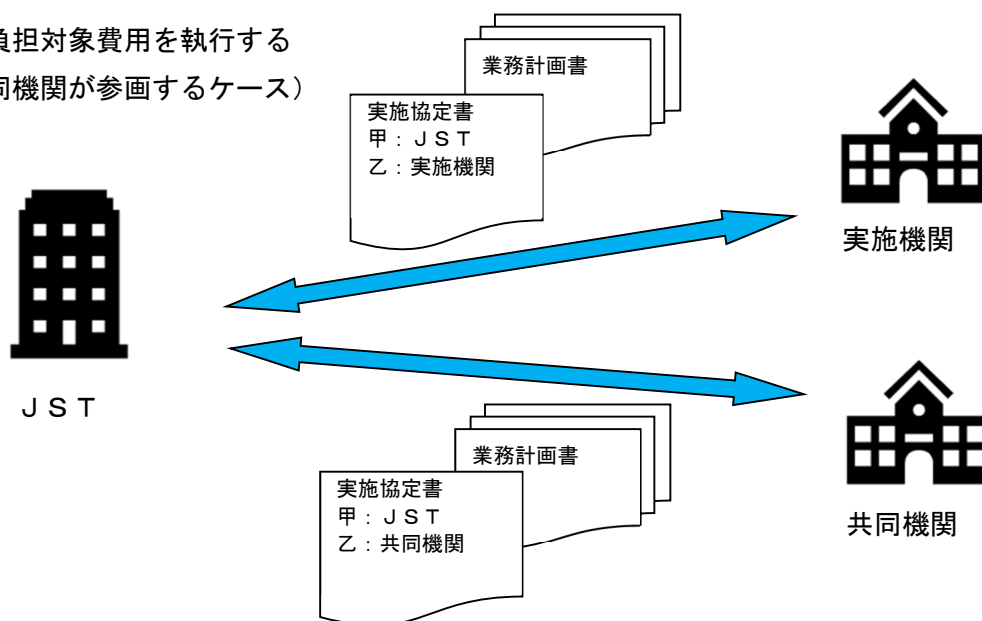 負担対象費用を執行する
同機関が参画するケース）
業務計画書
実施協定書
甲：ＪＳＴ
乙：実施機関
実施機関
ＪＳＴ
業務計画書
実施協定書
甲：ＪＳＴ
乙：共同機関
共同機関